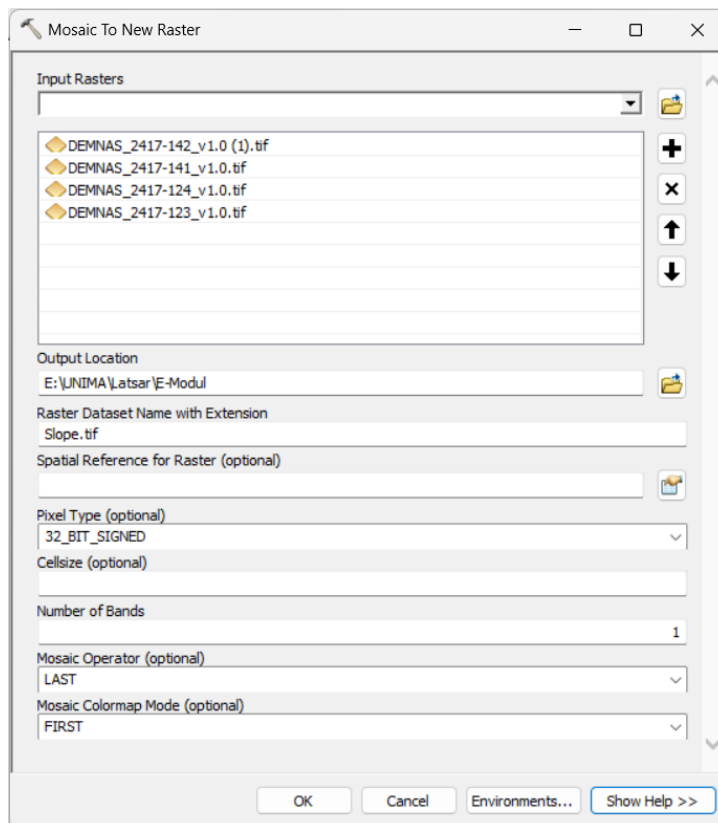 Mosaic To New Raster
Input Rasters
DEMNAS_2417-142_v1.0 (1).tif
DEMNAS_2417-141_v1.0.tif
DEMNAS_2417-124_v1.0.tif
DEMNAS_2417-123_v1.0.tif
Output Location
E:\UNIMA\Latsar\E-Modul
Raster Dataset Name with Extension
Slope.tif
Spatial Reference for Raster (optional)
Pixel Type (optional)
32_BIT_SIGNED
Cellsize (optional)
Number of Bands
1
Mosaic Operator (optional)
LAST
Mosaic Colormap Mode (optional)
FIRST
OK Cancel Environments... Show Help >>